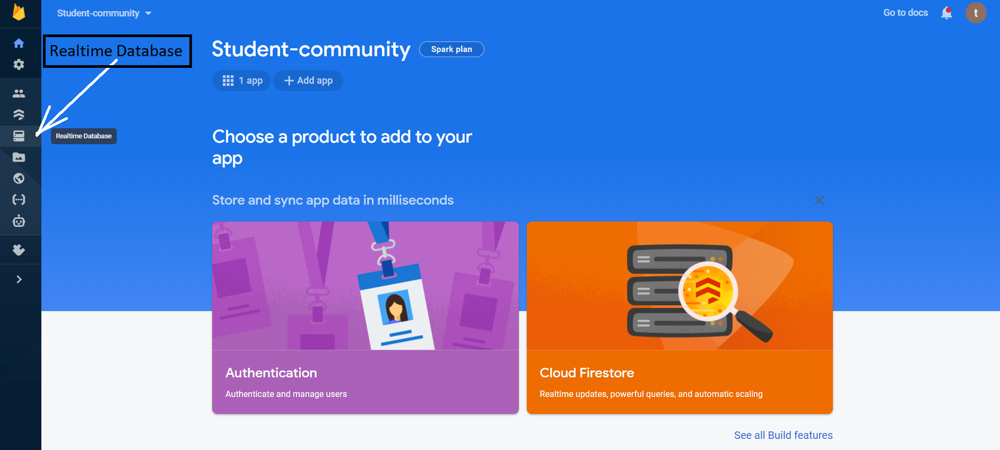 Student-community
Go to docs
t
Realtime Database
Student-community
Spark plan
1 app
Add app
Realtime Database
Choose a product to add to your
app
Store and sync app data in milliseconds
Authentication
Authenticate and manage users
Cloud Firestore
Realtime updates, powerful queries, and automatic scaling
See all Build features